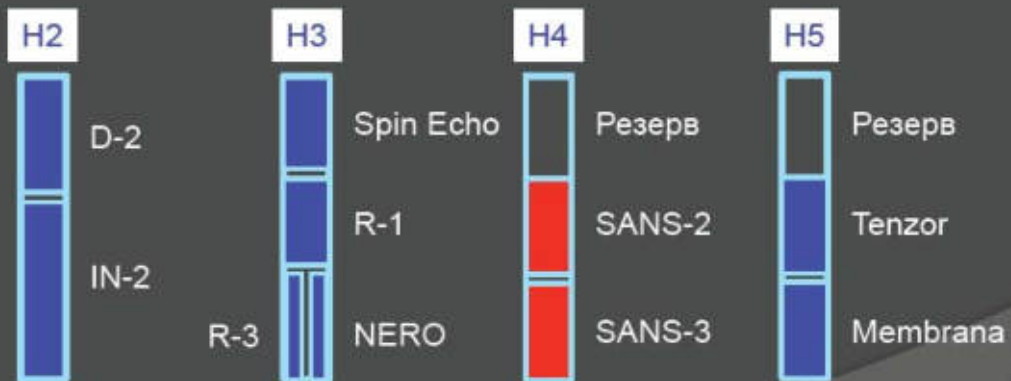 H2 H3 H4 H5
D-2 Spin Echo Резерв Резерв
R-1 SANS-2 Tenzor
IN-2
R-3 NERO SANS-3 Membrana